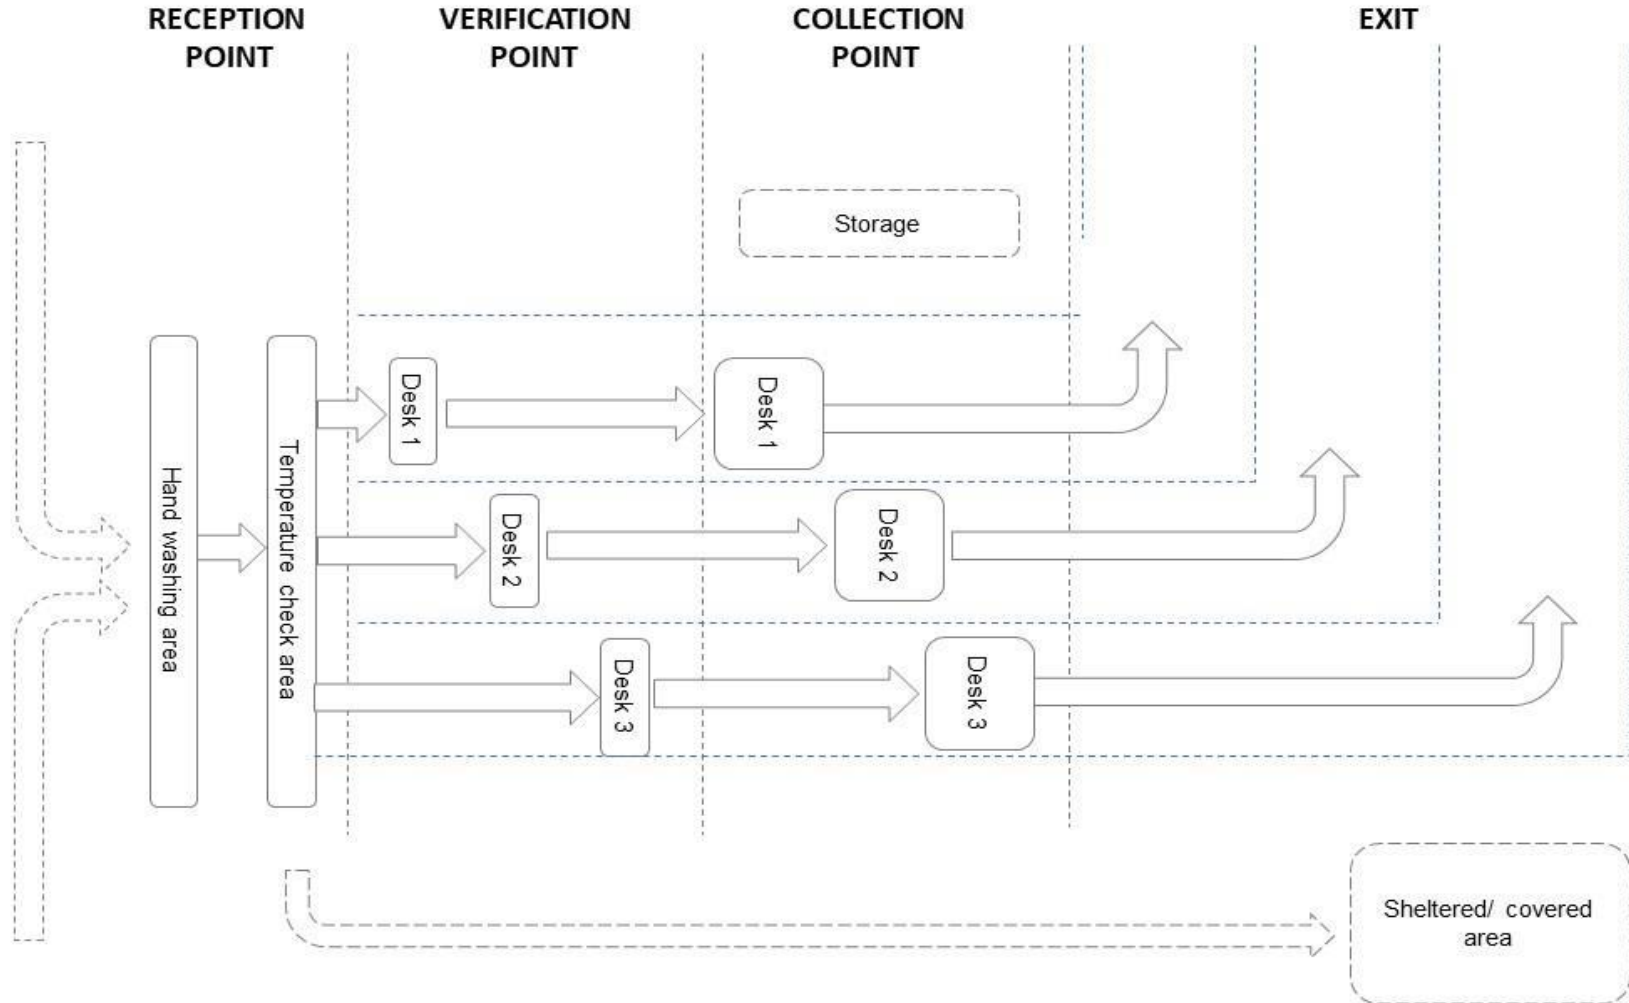 RECEPTION
POINT
VERIFICATION
POINT
COLLECTION
POINT
EXIT
Storage
Hand washing area
Temperature check area
Desk 1
Desk 1
Desk 2
Desk 2
Desk 3
Desk 3
Sheltered/ covered
area